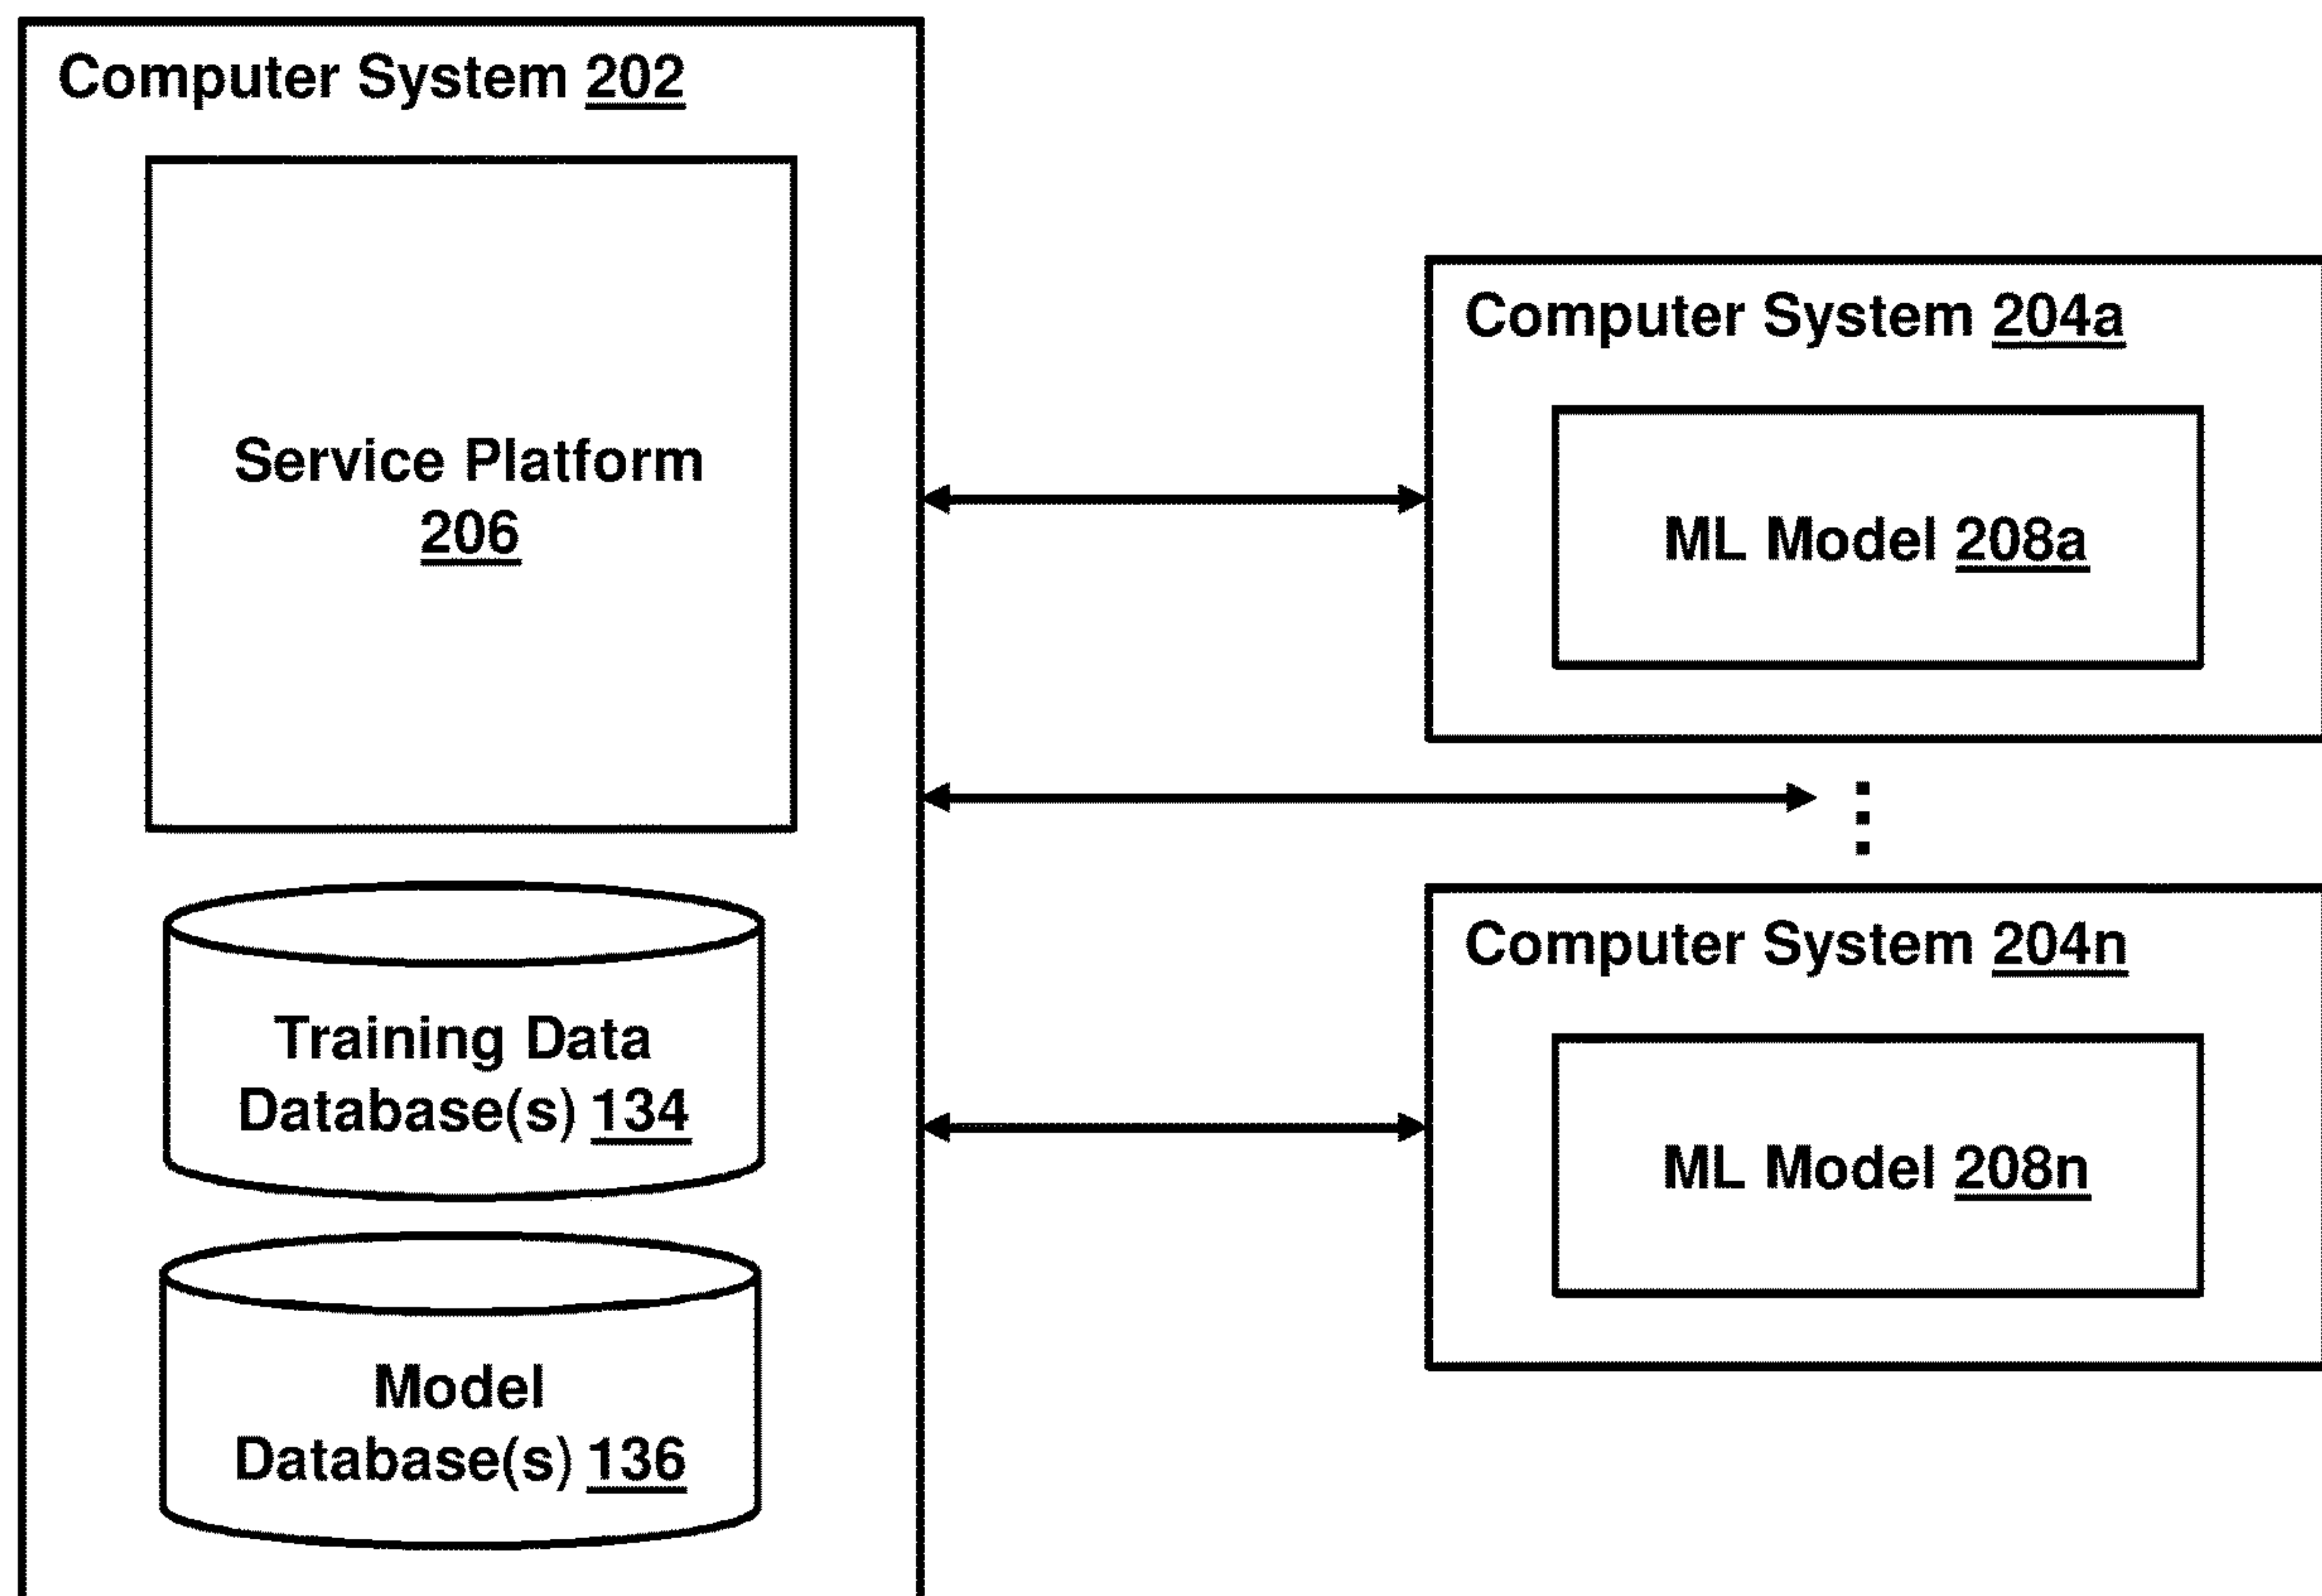 Computer System 202
Service Platform
206
Training Data
Database(s) 134
Model
Database(s) 136
Computer System 204a
ML Model 208a
Computer System 204n
ML Model 208n